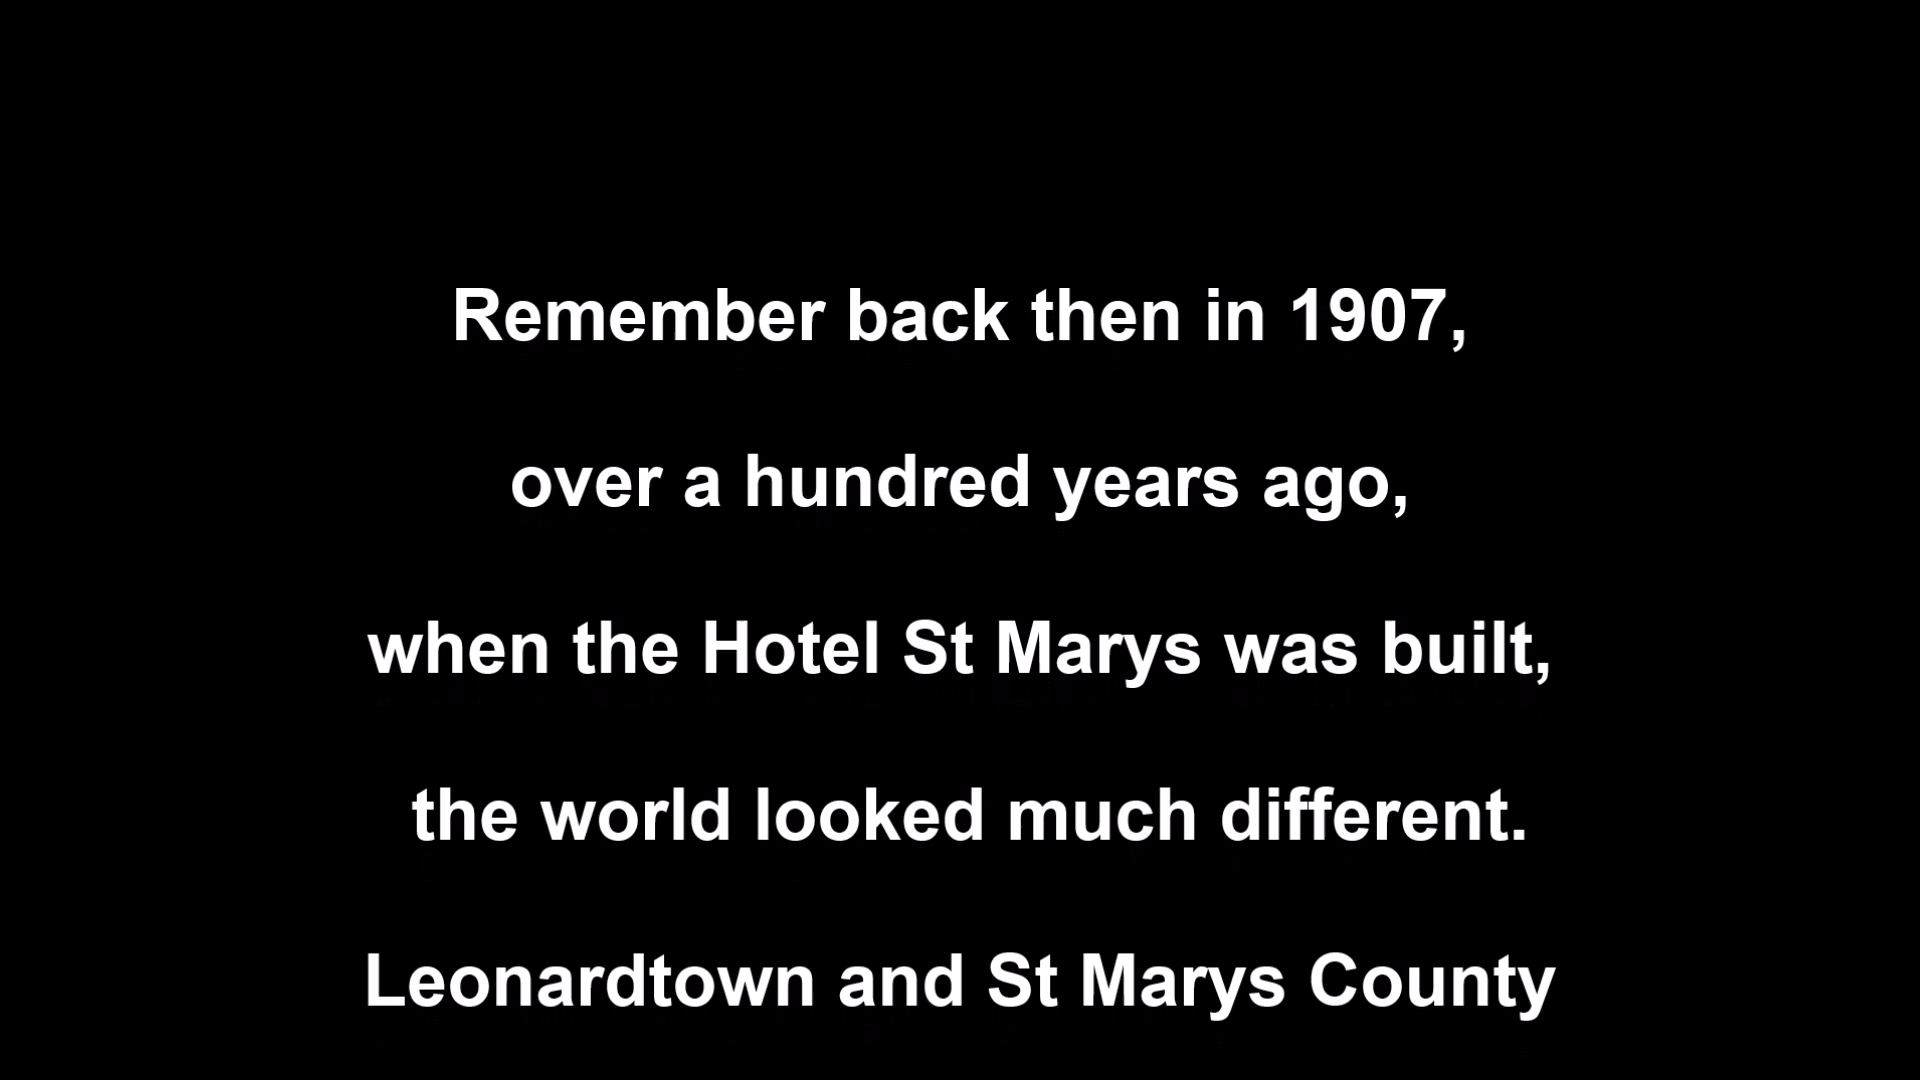 Remember back then in 1907,
over a hundred years ago,
when the Hotel St Marys was built,
the world looked much different.
Leonardtown and St Marys County